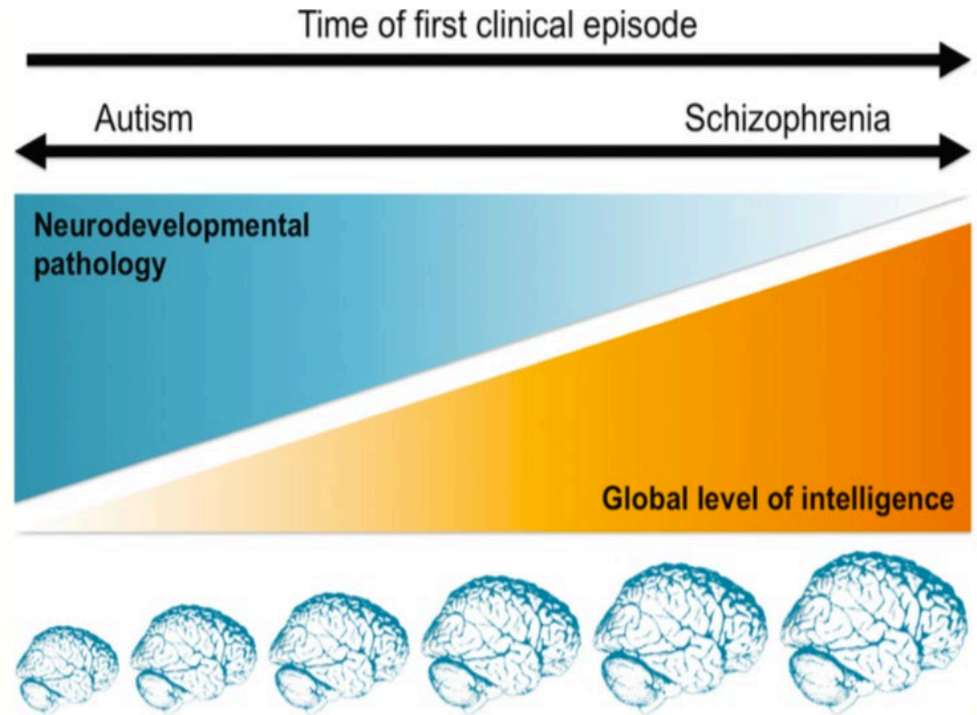 Time of first clinical episode
Autism
Schizophrenia
Neurodevelopmental
pathology
Global level of intelligence